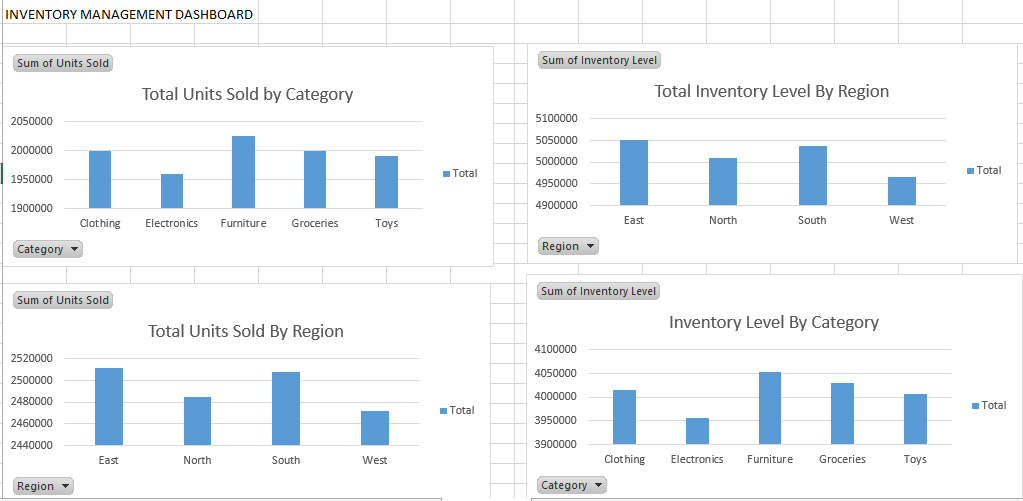 INVENTORY MANAGEMENT DASHBOARD
Sum of Units Sold
Total Units Sold by Category
2050000
2000000
1950000
1900000
Clothing Electronics Furniture Groceries Toys
Total
Category
Sum of Inventory Level
Total Inventory Level By Region
5100000
5050000
5000000
4950000
4900000
East North South West
Total
Region
Sum of Units Sold
Total Units Sold By Region
2520000
2500000
2480000
2460000
2440000
East North South West
Total
Region
Sum of Inventory Level
Inventory Level By Category
4100000
4050000
4000000
3950000
3900000
Clothing Electronics Furniture Groceries Toys
Total
Category